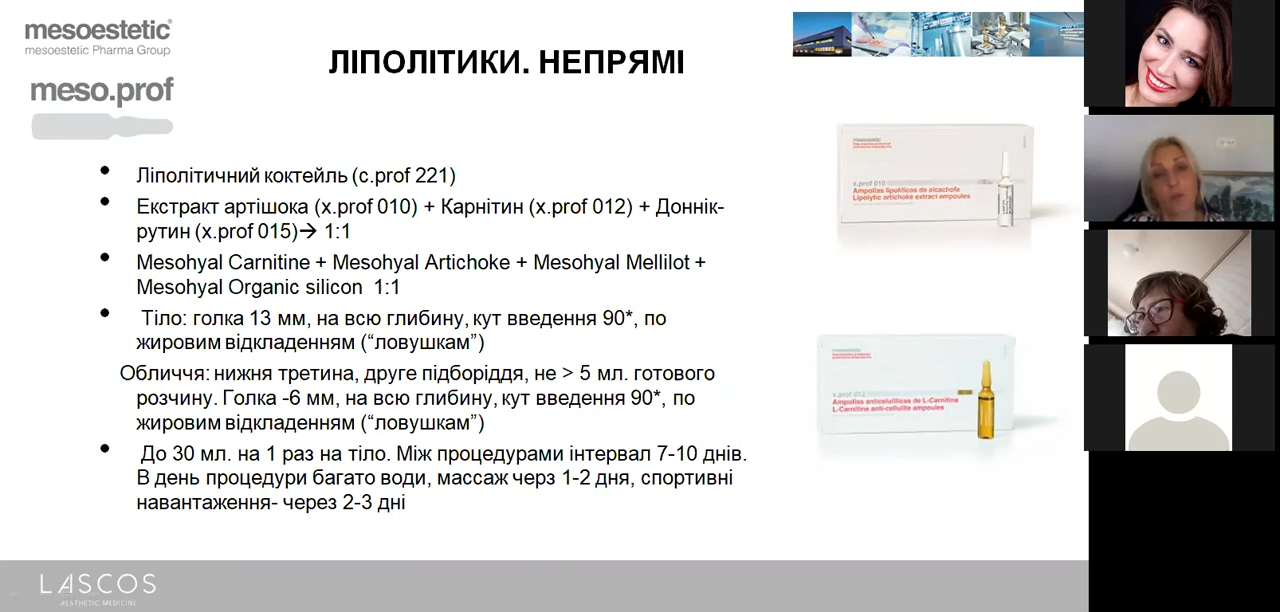 mesoestetic®
mesoestetic Pharma Group
meso.prof
ЛІПОЛІТИКИ. НЕПРЯМІ
• Ліполітичний коктейль (c.prof 221)
• Екстракт артішока (x.prof 010) + Карнітин (x.prof 012) + Доннік-
рутин (x.prof 015)→ 1:1
• Mesohyal Carnitine + Mesohyal Artichoke + Mesohyal Mellilot +
Mesohyal Organic silicon 1:1
• Тіло: голка 13 мм, на всю глибину, кут введення 90*, по
жировим відкладенням (“ловушкам”)
Обличчя: нижня третина, друге підборіддя, не > 5 мл. готового
розчину. Голка -6 мм, на всю глибину, кут введення 90*, по
жировим відкладенням (“ловушкам”)
• До 30 мл. на 1 раз на тіло. Між процедурами інтервал 7-10 днів.
В день процедури багато води, массаж черз 1-2 дня, спортивні
навантаження- через 2-3 дні
mesoestetic
x.prof 010
Ampollas lipolíticas de alcachofa
Lipolytic artichoke extract ampoules
mesoestetic
x.prof 012
Ampollas anticelulíticas de L-Carnitina
L-Carnitine anti-cellulite ampoules
LASCOS
AESTHETIC MEDICINE